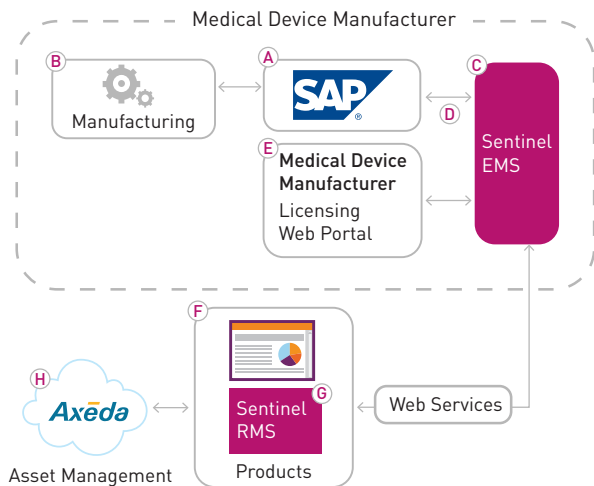 Medical Device Manufacturer
B
Manufacturing
A
SAP
®
C
D
Sentinel
EMS
E
Medical Device
Manufacturer
Licensing
Web Portal
F
G
Sentinel
RMS
Products
H
Axēda
Asset Management
Web Services